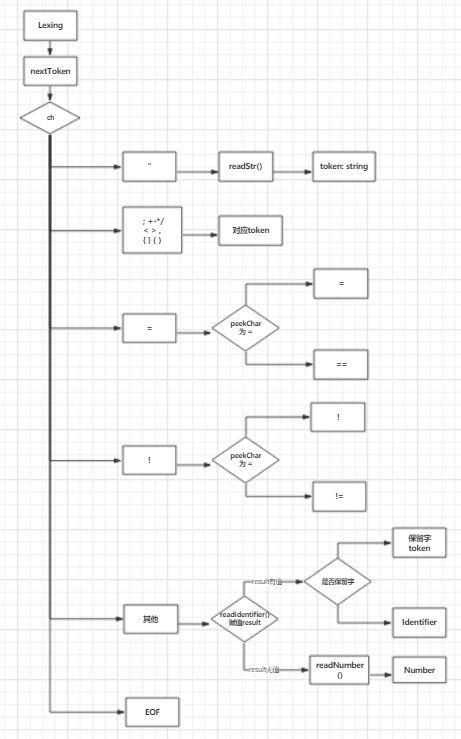 Lexing
nextToken
ch
"
readStr()
token: string
; +-*/
< > ,
{ } ( )
对应token
=
peekChar
为 =
=
==
!
peekChar
为 =
!
!=
其他
readIdentifier()
赋值result
result有值
是否保留字
保留字
token
Identifier
result无值
readNumber
()
Number
EOF